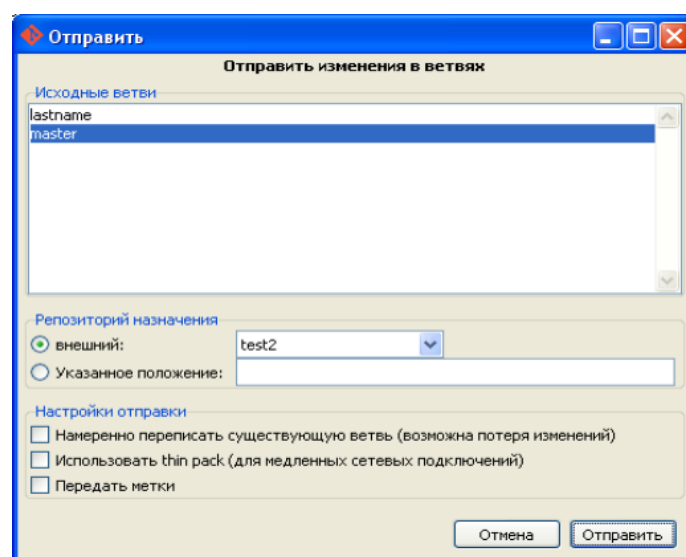 Отправить
Отправить изменения в ветвях
Исходные ветви
lastname
master
Репозиторий назначения
внешний: test2
Указанное положение:
Настройки отправки
Намеренно переписать существующую ветвь (возможна потеря изменений)
Использовать thin pack (для медленных сетевых подключений)
Передать метки
Отмена Отправить